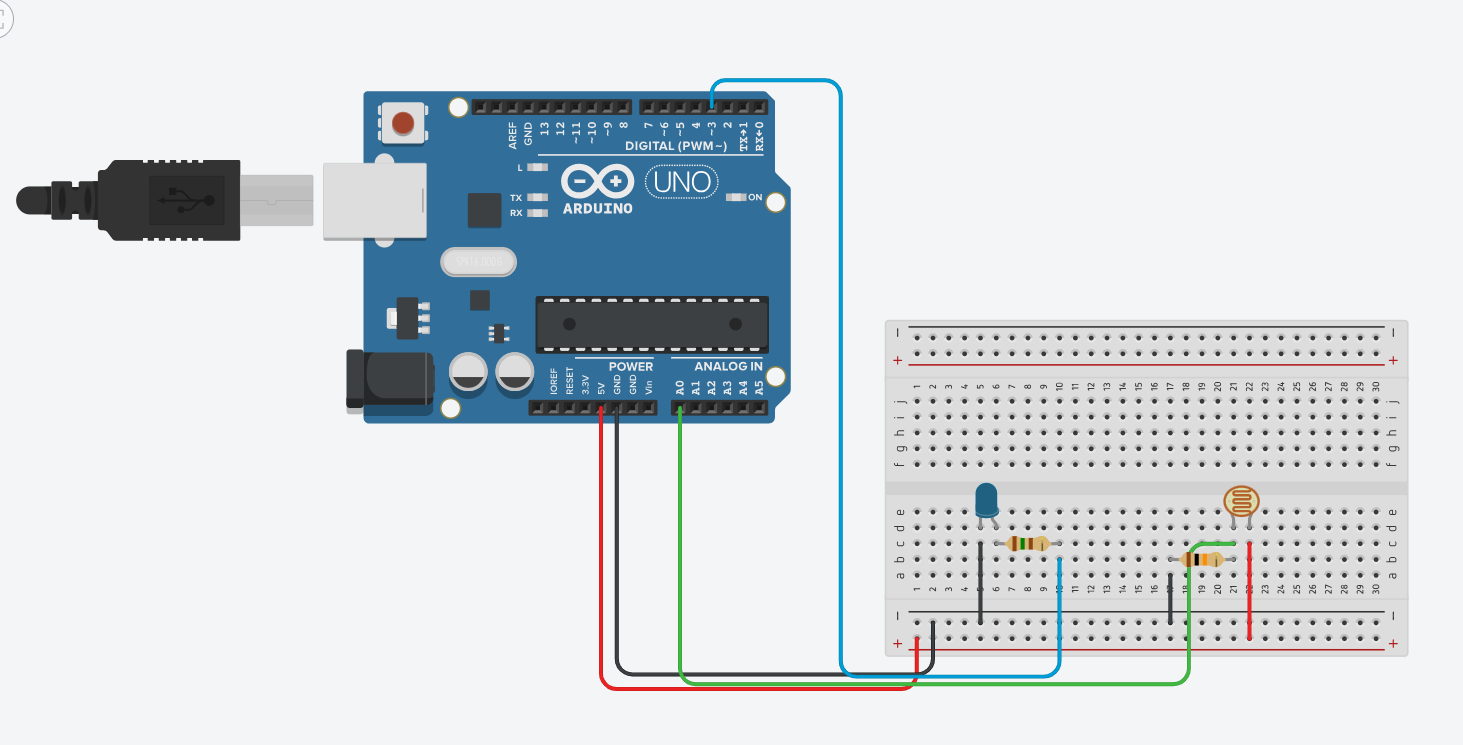 AREF
GND
13
12
~11
~10
~9
8
7
~6
~5
4
~3
2
TX→1
RX←0
DIGITAL (PWM~)
L
TX
RX
ARDUINO
UNO
ON
POWER
ANALOG IN
IOREF
RESET
3.3V
5V
GND
GND
Vin
A0
A1
A2
A3
A4
A5
- -
+ +
1 2 3 4 5 6 7 8 9 10 11 12 13 14 15 16 17 18 19 20 21 22 23 24 25 26 27 28 29 30
j j
i i
h h
g g
f f
e e
d d
c c
b b
a a
1 2 3 4 5 6 7 8 9 10 11 12 13 14 15 16 17 18 19 20 21 22 23 24 25 26 27 28 29 30
- -
+ +